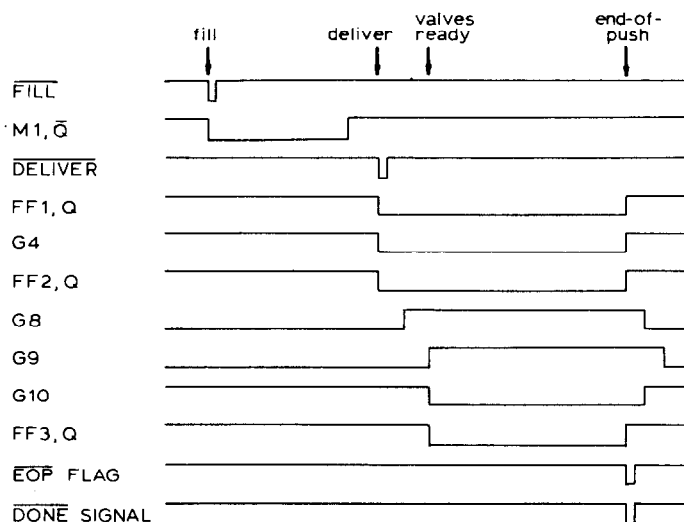 fill
deliver
valves
ready
end-of-
push
FILL
M1, Q̄
DELIVER
FF1, Q
G4
FF2, Q
G8
G9
G10
FF3, Q
EOP FLAG
DONE SIGNAL